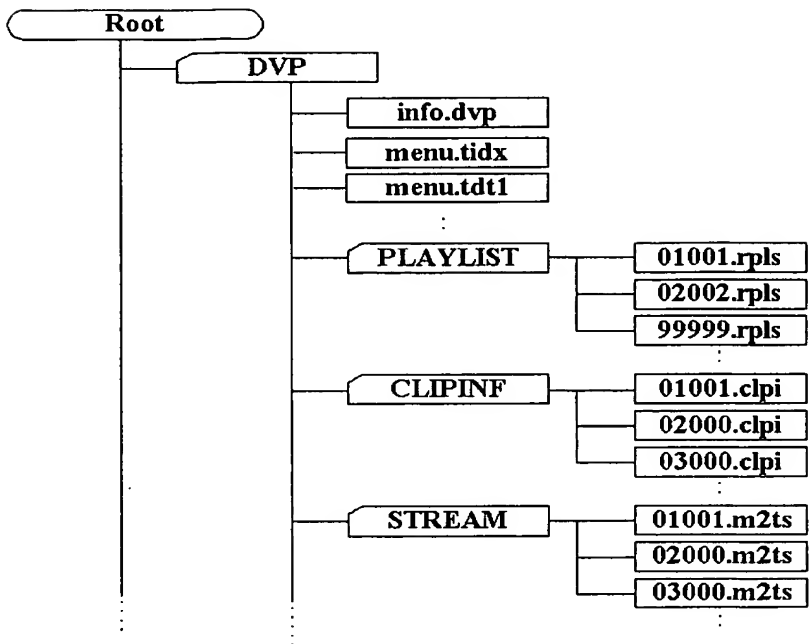 Root
DVP
info.dvp
menu.tidx
menu.tdt1
PLAYLIST
01001.rpls
02002.rpls
99999.rpls
CLIPINF
01001.clpi
02000.clpi
03000.clpi
STREAM
01001.m2ts
02000.m2ts
03000.m2ts